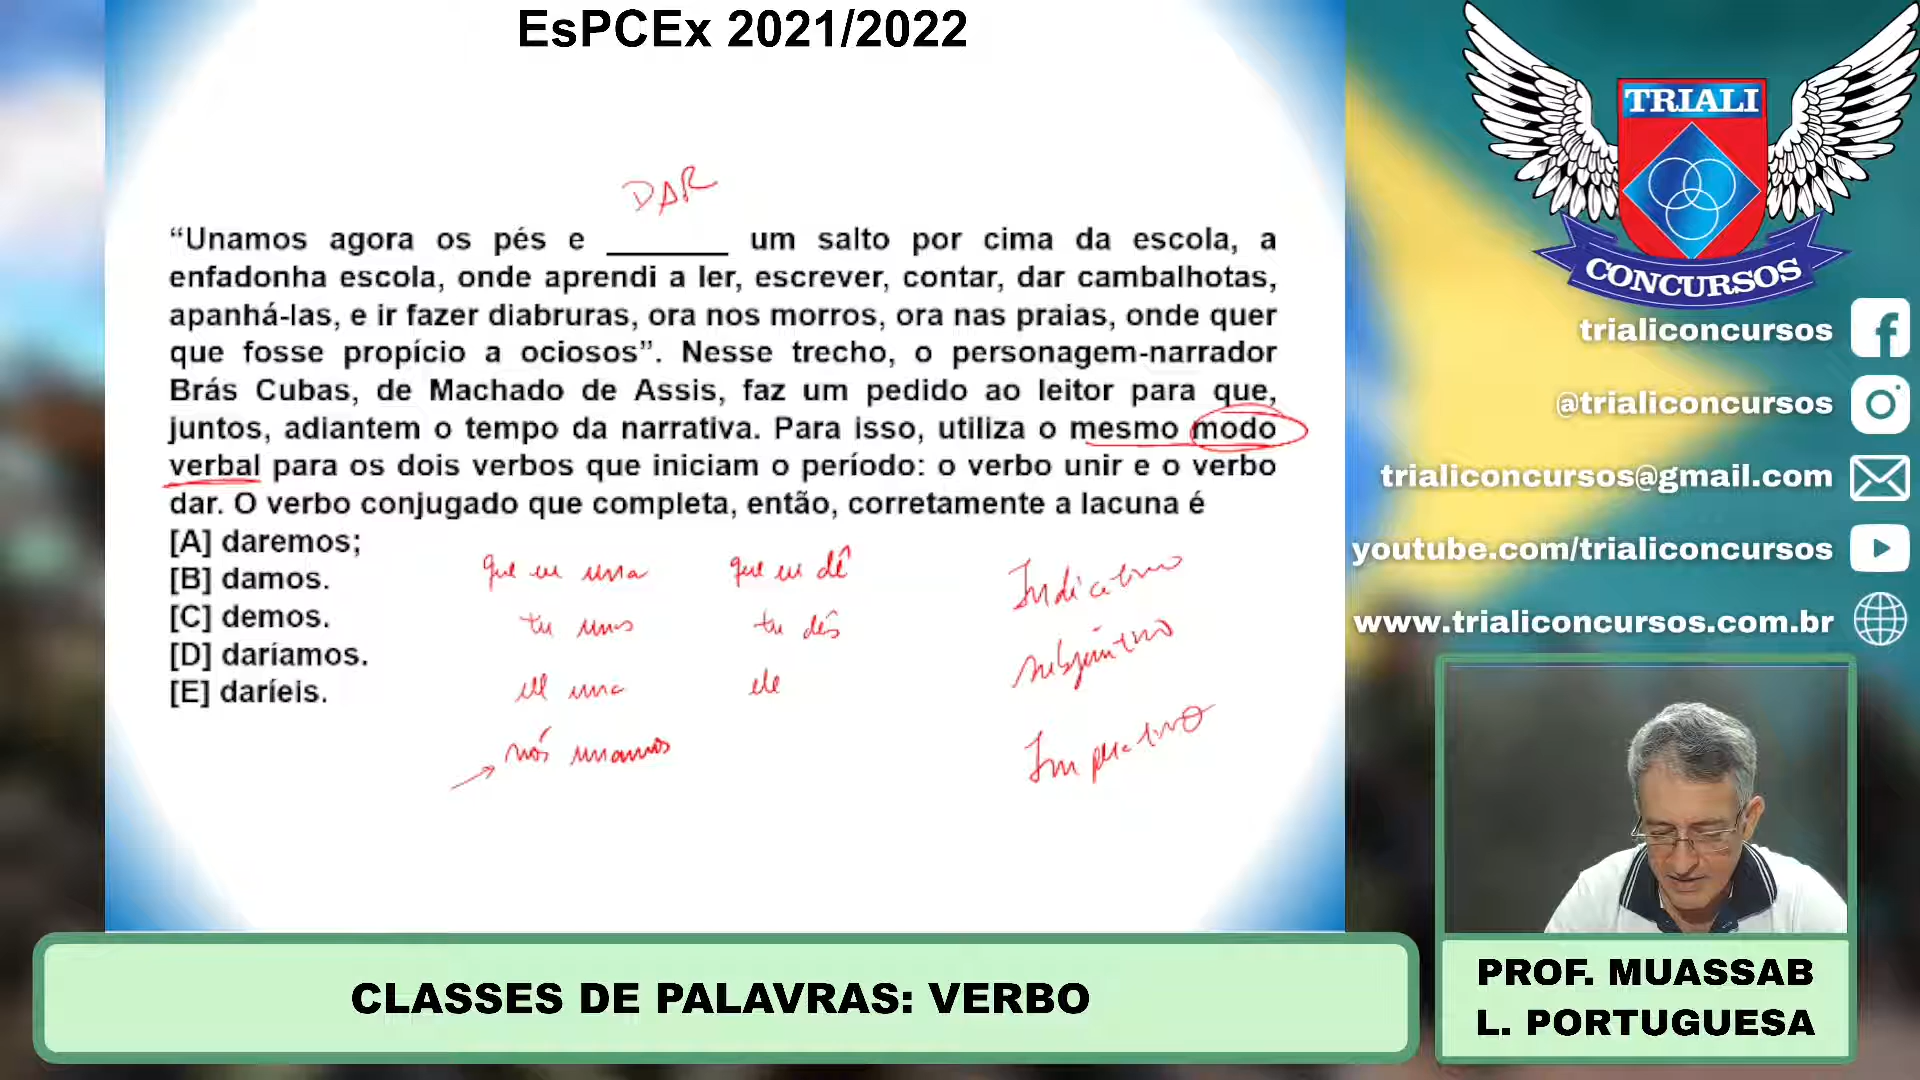 EsPCEx 2021/2022
DAR
“Unamos agora os pés e ________ um salto por cima da escola, a
enfadonha escola, onde aprendi a ler, escrever, contar, dar cambalhotas,
apanhá-las, e ir fazer diabruras, ora nos morros, ora nas praias, onde quer
que fosse propício a ociosos”. Nesse trecho, o personagem-narrador
Brás Cubas, de Machado de Assis, faz um pedido ao leitor para que,
juntos, adiantem o tempo da narrativa. Para isso, utiliza o mesmo modo
verbal para os dois verbos que iniciam o período: o verbo unir e o verbo
dar. O verbo conjugado que completa, então, corretamente a lacuna é
[A] daremos;
[B] damos.
[C] demos.
[D] daríamos.
[E] daríeis.
que eu una
tu unas
ele una
nós unamos
que eu dê
tu dês
ele
Indicativo
subjuntivo
Imperativo
TRIALI
CONCURSOS
trialiconcursos
@trialiconcursos
trialiconcursos@gmail.com
youtube.com/trialiconcursos
www.trialiconcursos.com.br
CLASSES DE PALAVRAS: VERBO
PROF. MUASSAB
L. PORTUGUESA